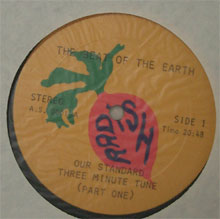 THE BEAT OF THE EARTH
STEREO
SIDE 1
RADISH
OUR STANDARD
THREE MINUTE TUNE
(PART ONE)